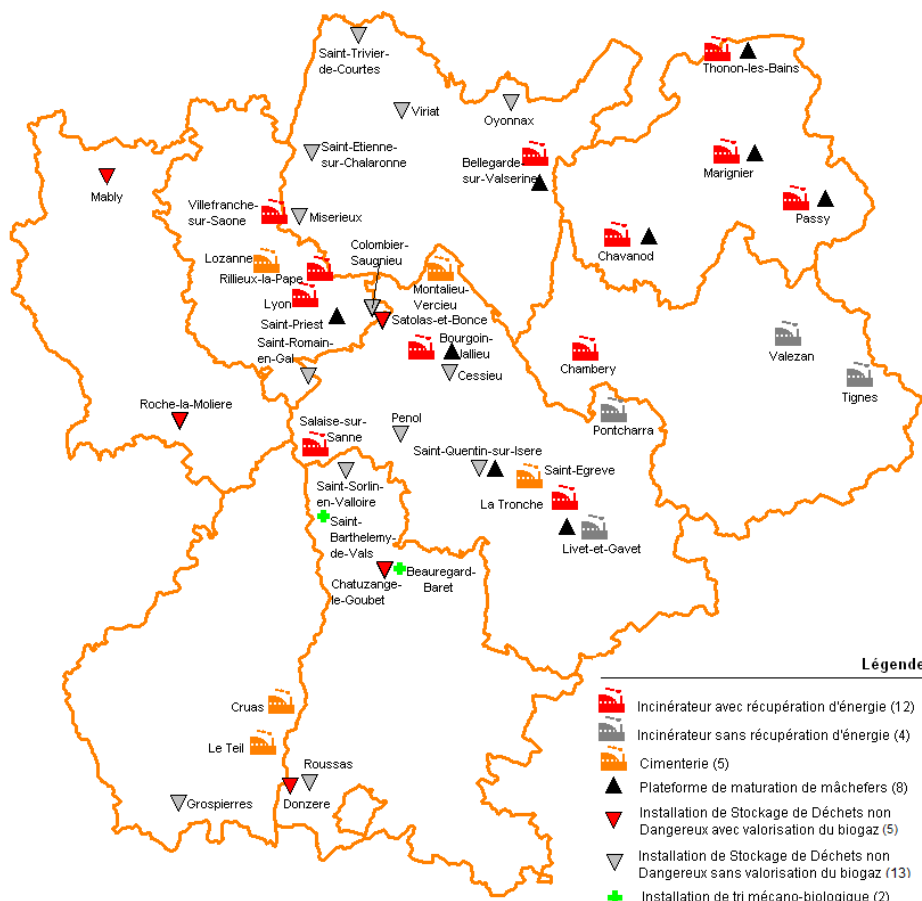 Saint-Trivier-
de-Courtes
Thonon-les-Bains
Viriat
Oyonnax
Saint-Etienne-
sur-Chalaronne
Bellegarde-
sur-Valserine
Marignier
Mably
Passy
Villefranche-
sur-Saone
Miserieux
Chavanod
Colombier-
Saugnieu
Lozanne
Rillieux-la-Pape
Montalieu-
Vercieu
Lyon
Saint-Priest
Satolas-et-Bonce
Saint-Romain-
en-Gal
Bourgoin-
Jallieu
Valezan
Chambery
Cessieu
Tignes
Roche-la-Moliere
Penol
Pontcharra
Salaise-sur-
Sanne
Saint-Quentin-sur-Isere
Saint-Egreve
Saint-Sorlin-
en-Valloire
La Tronche
Saint-
Barthelemy-
de-Vals
Livet-et-Gavet
Chatuzange-
le-Goubet
Beauregard-
Baret
Cruas
Le Teil
Roussas
Donzere
Grospierres
Légende
Incinérateur avec récupération d'énergie (12)
Incinérateur sans récupération d'énergie (4)
Cimenterie (5)
Plateforme de maturation de mâchefers (8)
Installation de Stockage de Déchets non
Dangereux avec valorisation du biogaz (5)
Installation de Stockage de Déchets non
Dangereux sans valorisation du biogaz (13)
Installation de tri mécano-biologique (2)